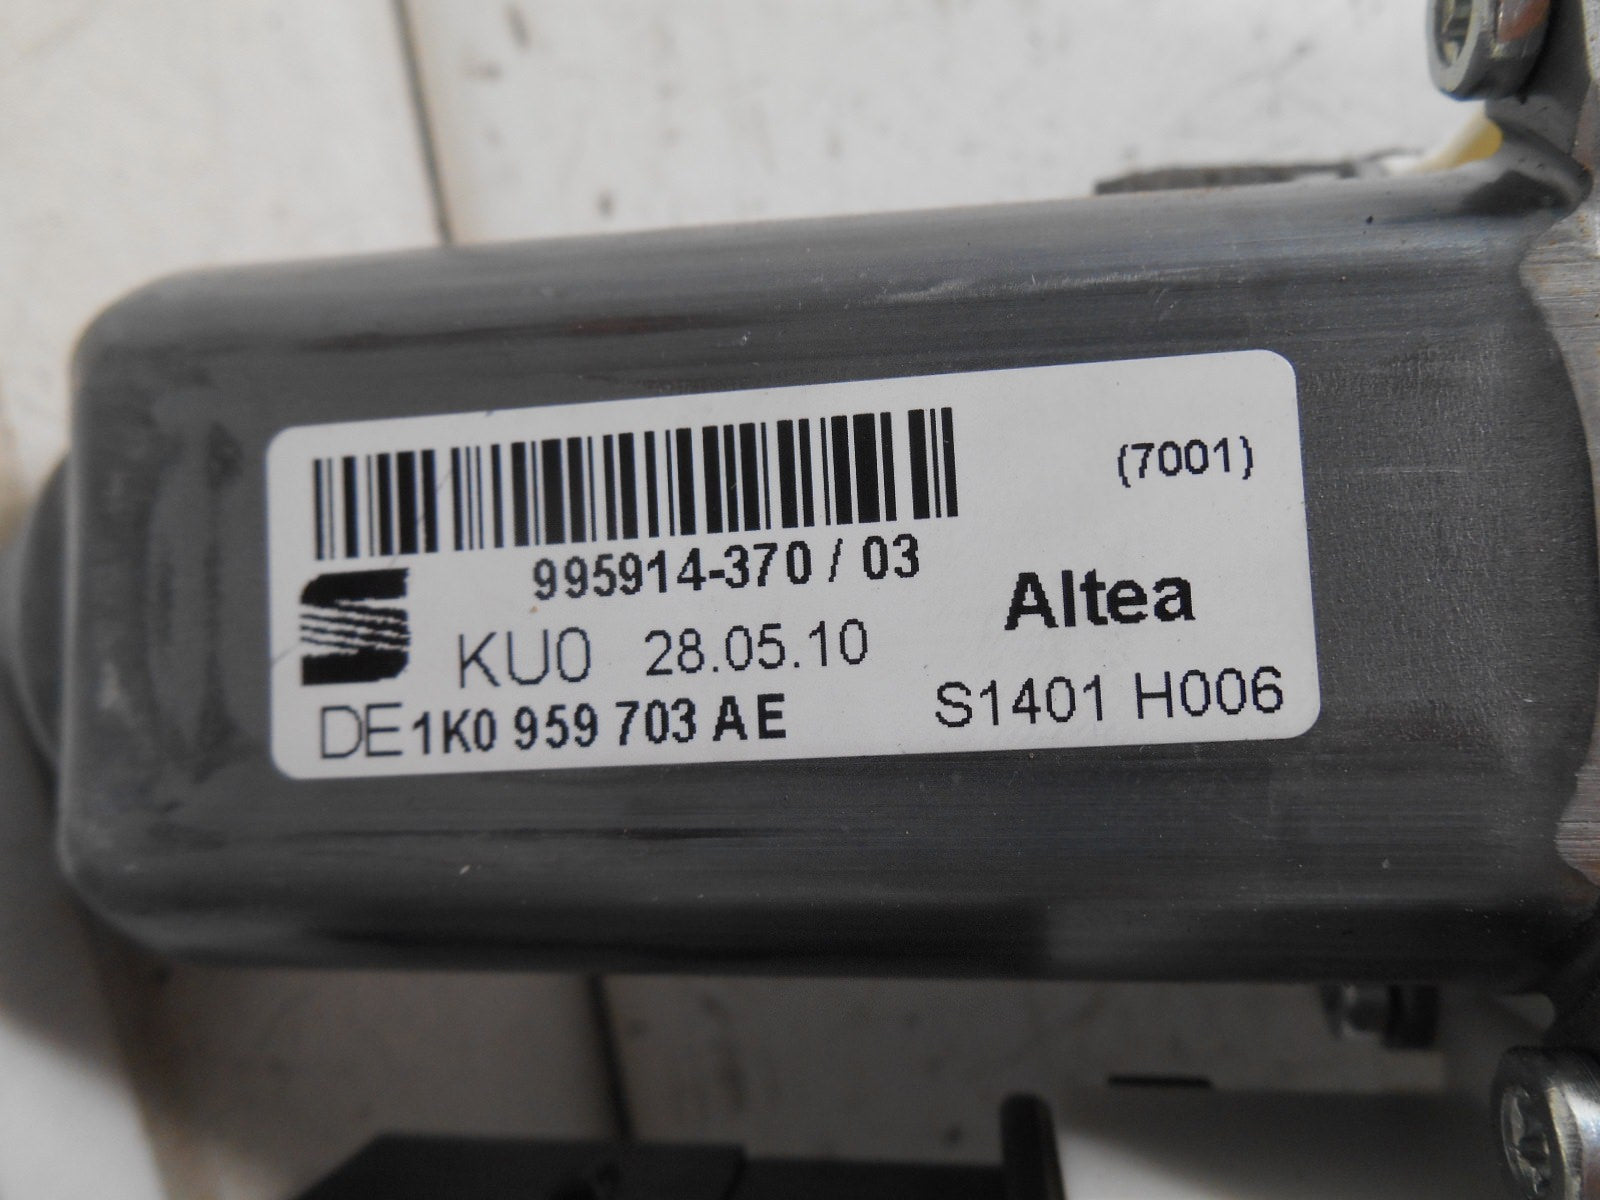 (7001)
995914-370 / 03
Altea
KU0 28.05.10
S1401 H006
DE 1K0 959 703 AE